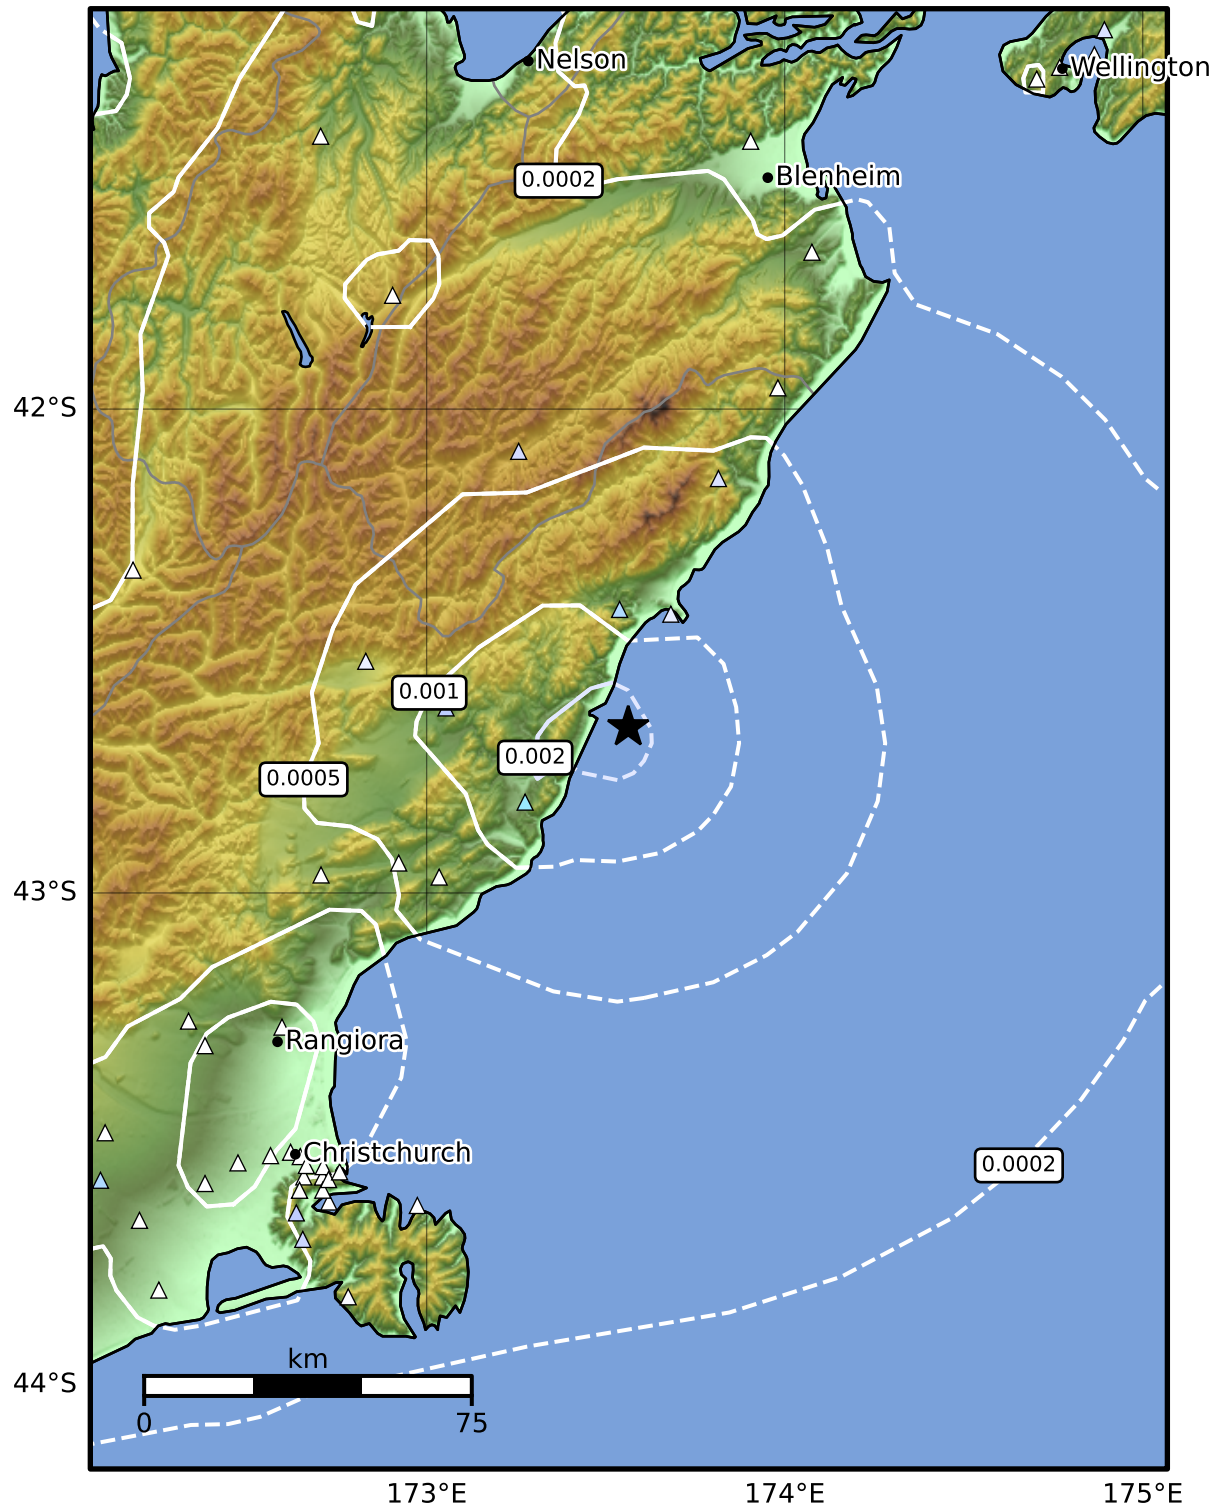 Nelson
Wellington
0.0002
Blenheim
42°S
0.001
0.002
0.0005
43°S
Rangiora
Christchurch
0.0002
km
44°S
0
75
173°E
174°E
175°E